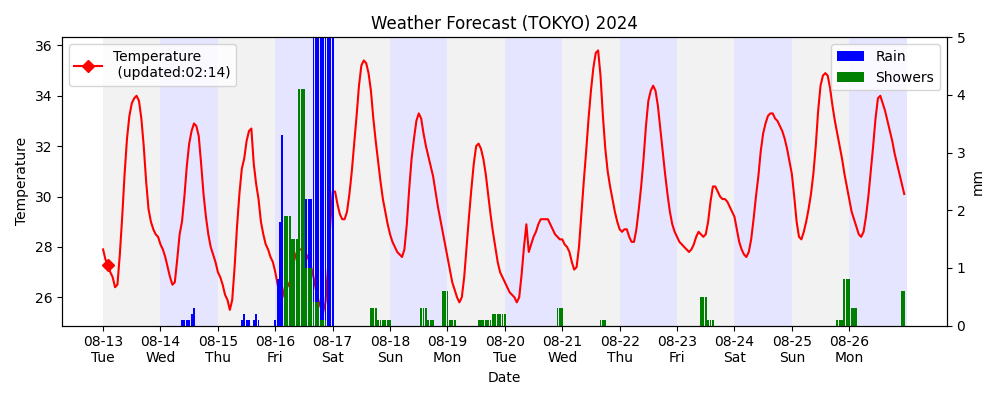 Weather Forecast (TOKYO) 2024
Temperature
(updated:02:14)
Rain
Showers
Temperature
36
34
32
30
28
26
5
4
3
2
1
0
mm
08-13 08-14 08-15 08-16 08-17 08-18 08-19 08-20 08-21 08-22 08-23 08-24 08-25 08-26
Tue Wed Thu Fri Sat Sun Mon Tue Wed Thu Fri Sat Sun Mon
Date